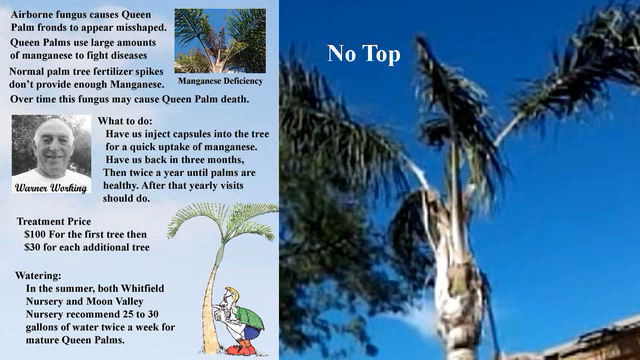 Airborne fungus causes Queen
Palm fronds to appear misshaped.
Queen Palms use large amounts
of manganese to fight diseases
Normal palm tree fertilizer spikes
don't provide enough Manganese.
Manganese Deficiency
Over time this fungus may cause Queen Palm death.
What to do:
Have us inject capsules into the tree
for a quick uptake of manganese.
Have us back in three months,
Then twice a year until palms are
healthy. After that yearly visits
should do.
Warner Working
Treatment Price
$100 For the first tree then
$30 for each additional tree
Watering:
In the summer, both Whitfield
Nursery and Moon Valley
Nursery recommend 25 to 30
gallons of water twice a week for
mature Queen Palms.
No Top